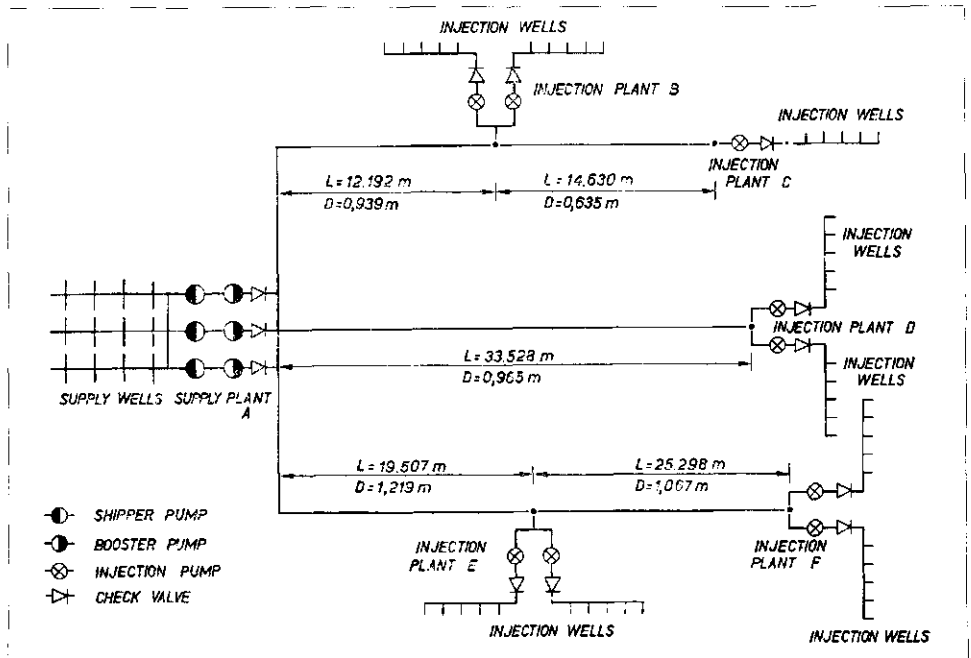 INJECTION WELLS
INJECTION PLANT B
INJECTION WELLS
INJECTION
PLANT C
L = 12.192 m
D = 0,939 m
L = 14.630 m
D = 0,635 m
INJECTION
WELLS
INJECTION PLANT D
L = 33.528 m
D = 0,965 m
INJECTION
WELLS
SUPPLY WELLS
SUPPLY PLANT
A
L = 19.507 m
D = 1,219 m
L = 25.298 m
D = 1,067 m
SHIPPER PUMP
BOOSTER PUMP
INJECTION PUMP
CHECK VALVE
INJECTION
PLANT E
INJECTION
PLANT F
INJECTION WELLS
INJECTION WELLS